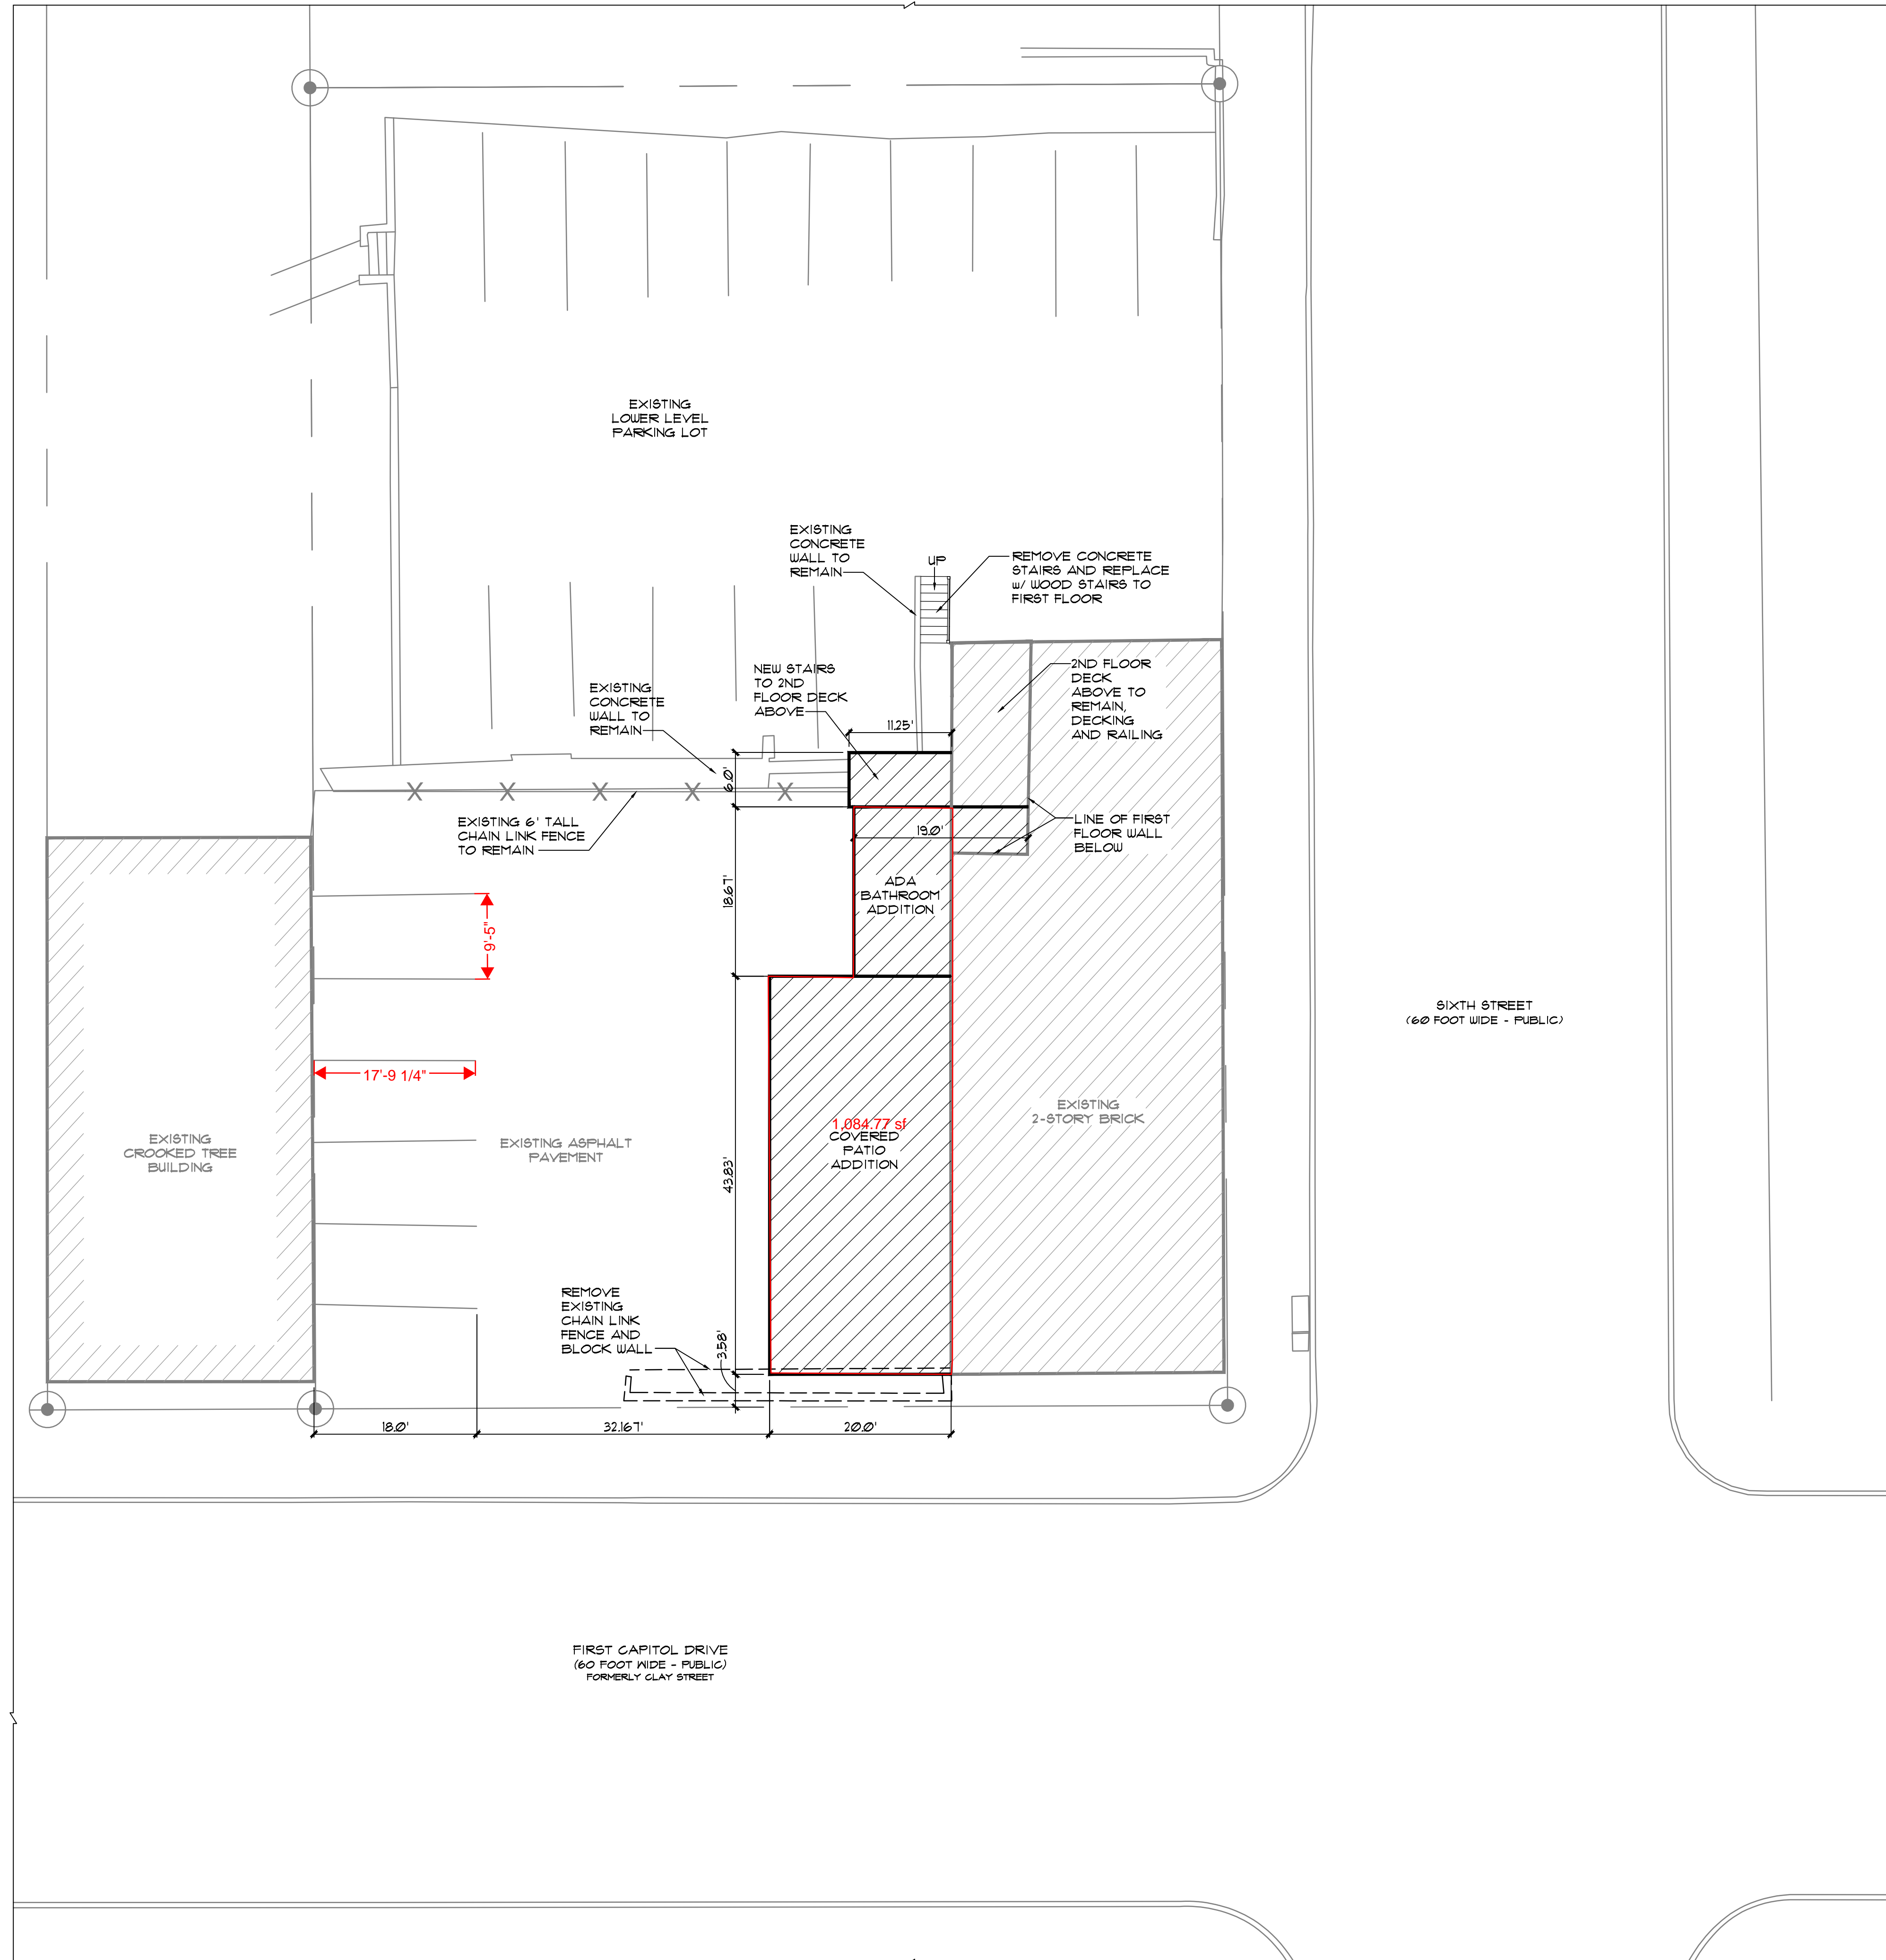 EXISTING
LOWER LEVEL
PARKING LOT
EXISTING
CONCRETE
WALL TO
REMAIN
UP
REMOVE CONCRETE
STAIRS AND REPLACE
w/ WOOD STAIRS TO
FIRST FLOOR
NEW STAIRS
TO 2ND
FLOOR DECK
ABOVE
EXISTING
CONCRETE
WALL TO
REMAIN
2ND FLOOR
DECK
ABOVE TO
REMAIN,
DECKING
AND RAILING
11.25'
6.0'
X X X X X
EXISTING 6' TALL
CHAIN LINK FENCE
TO REMAIN
19.0'
LINE OF FIRST
FLOOR WALL
BELOW
18.67'
ADA
BATHROOM
ADDITION
9'-5"
SIXTH STREET
(60 FOOT WIDE - PUBLIC)
17'-9 1/4"
EXISTING
2-STORY BRICK
1,084.77 sf
COVERED
PATIO
ADDITION
EXISTING
CROOKED TREE
BUILDING
EXISTING ASPHALT
PAVEMENT
43.83'
REMOVE
EXISTING
CHAIN LINK
FENCE AND
BLOCK WALL
3.58'
18.0'
32.167'
20.0'
FIRST CAPITOL DRIVE
(60 FOOT WIDE - PUBLIC)
FORMERLY CLAY STREET